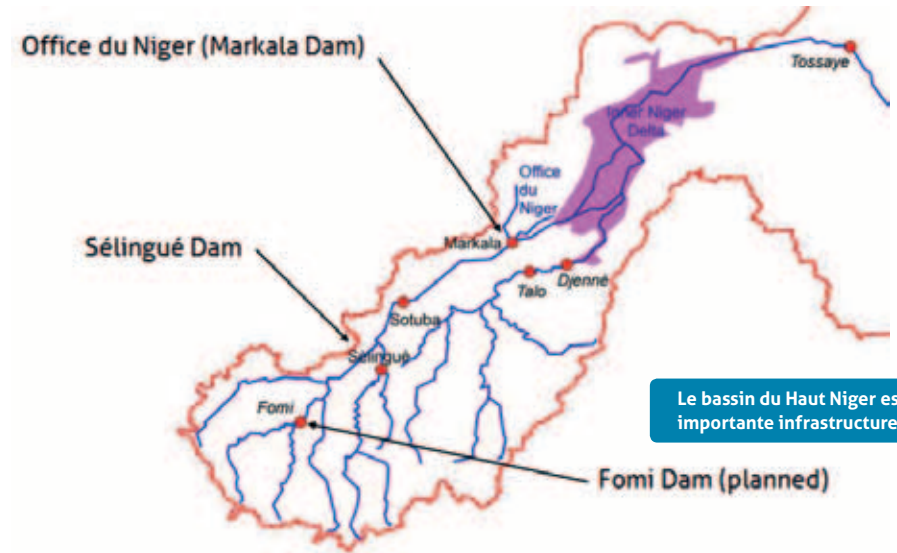 Office du Niger (Markala Dam)
Tossaye
Inner Niger
Delta
Office
du
Niger
Markala
Sélingué Dam
Talo
Djenné
Sotuba
Sélingué
Fomi
Le bassin du Haut Niger es
importante infrastructure
Fomi Dam (planned)